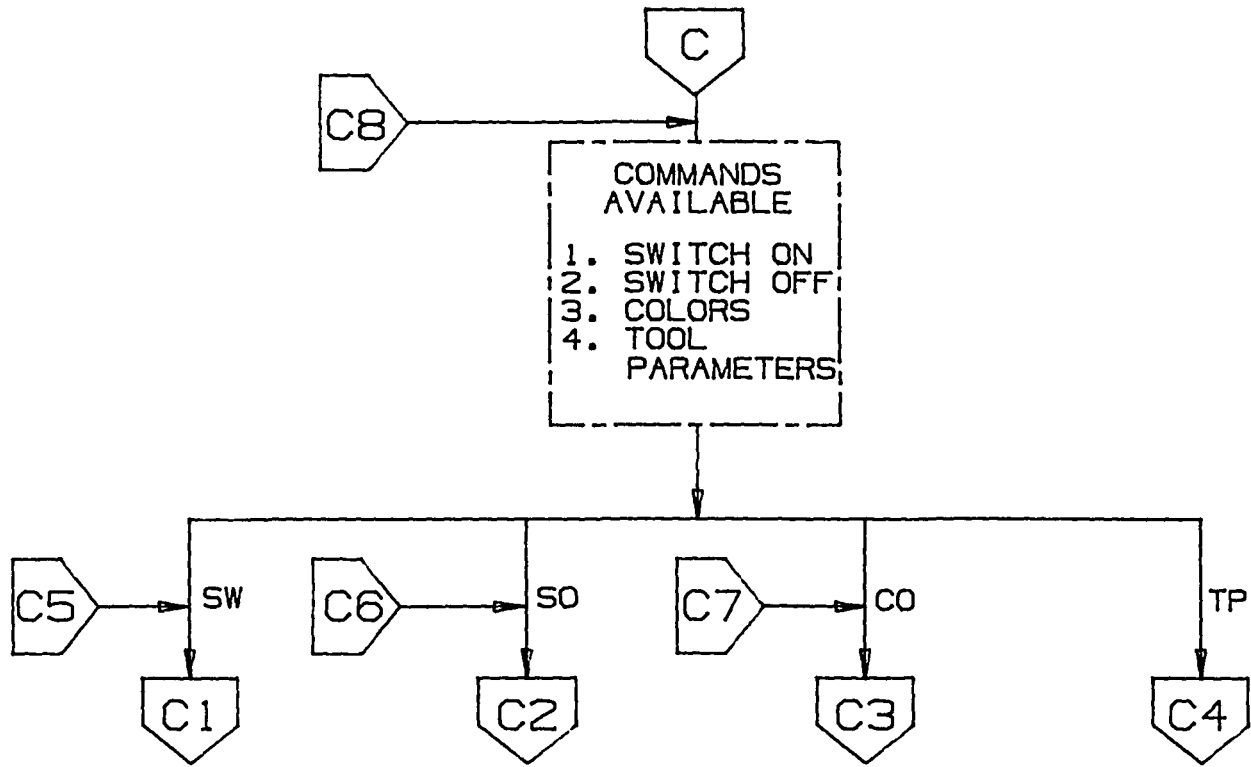 C
C8
COMMANDS
AVAILABLE
1. SWITCH ON
2. SWITCH OFF
3. COLORS
4. TOOL
PARAMETERS
C5
SW
C6
SO
C7
CO
TP
C1
C2
C3
C4